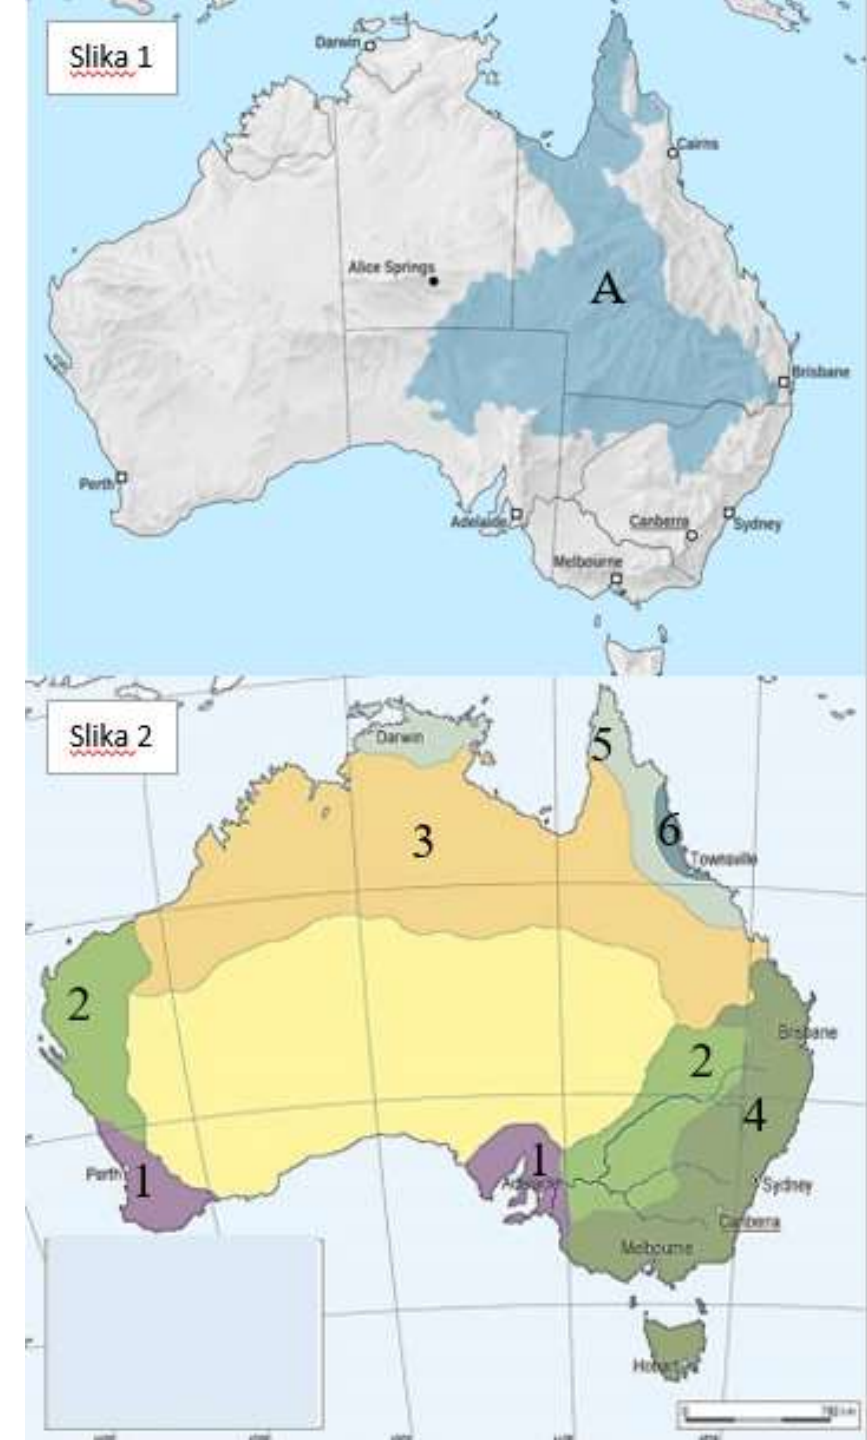 Slika 1
Darwin
Cairns
Alice Springs
A
Brisbane
Perth
Adelaide
Canberra
Sydney
Melbourne
Slika 2
Darwin
5
3
6
Townsville
2
Brisbane
2
4
1
Perth
1
Sydney
Canberra
Melbourne
Hobart
0